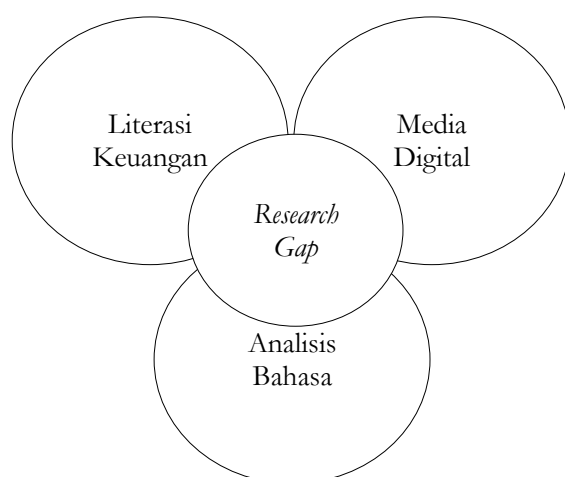 Literasi
Keuangan
Media
Digital
Research
Gap
Analisis
Bahasa